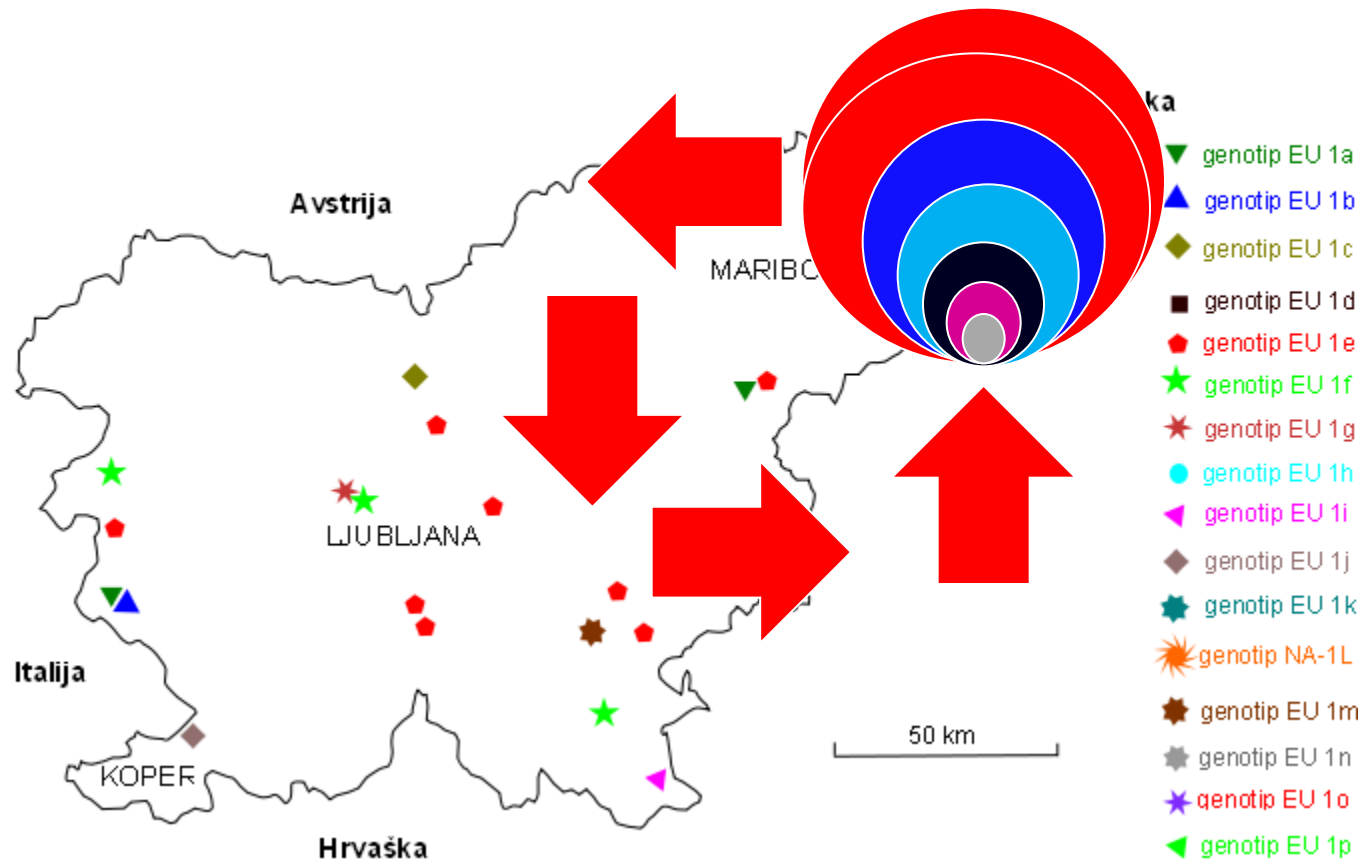 Avstrija
MARIBO
LJUBLJANA
Italija
KOPER
Hrvaška
50 km
ka
genotip EU 1a
genotip EU 1b
genotip EU 1c
genotip EU 1d
genotip EU 1e
genotip EU 1f
genotip EU 1g
genotip EU 1h
genotip EU 1i
genotip EU 1j
genotip EU 1k
genotip NA-1L
genotip EU 1m
genotip EU 1n
genotip EU 1o
genotip EU 1p